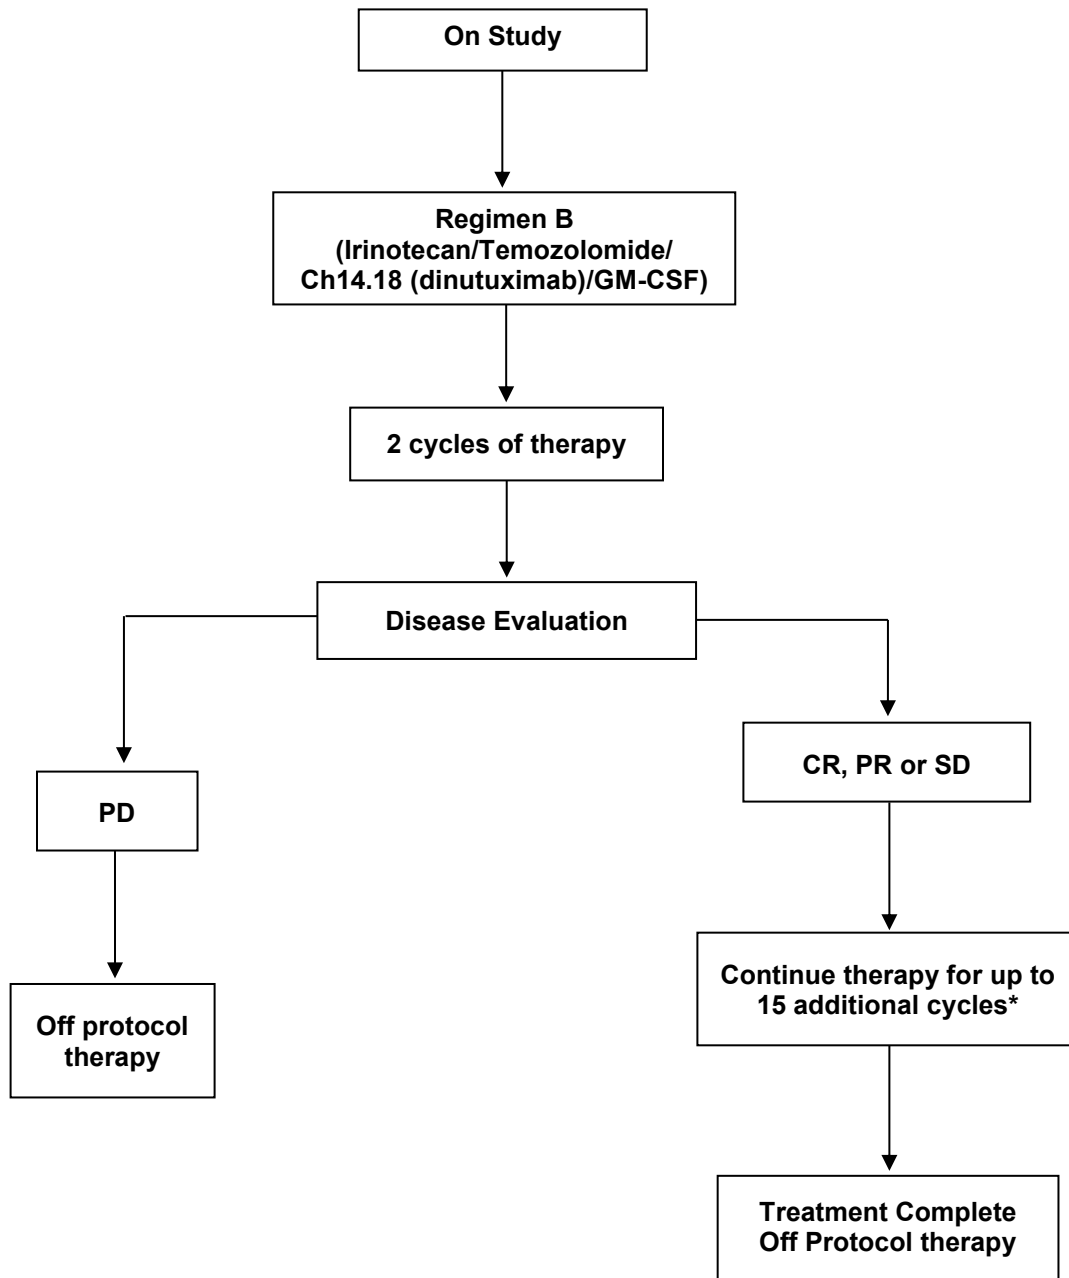 On Study
Regimen B
(Irinotecan/Temozolomide/
Ch14.18 (dinutuximab)/GM-CSF)
2 cycles of therapy
Disease Evaluation
PD
CR, PR or SD
Off protocol
therapy
Continue therapy for up to
15 additional cycles*
Treatment Complete
Off Protocol therapy